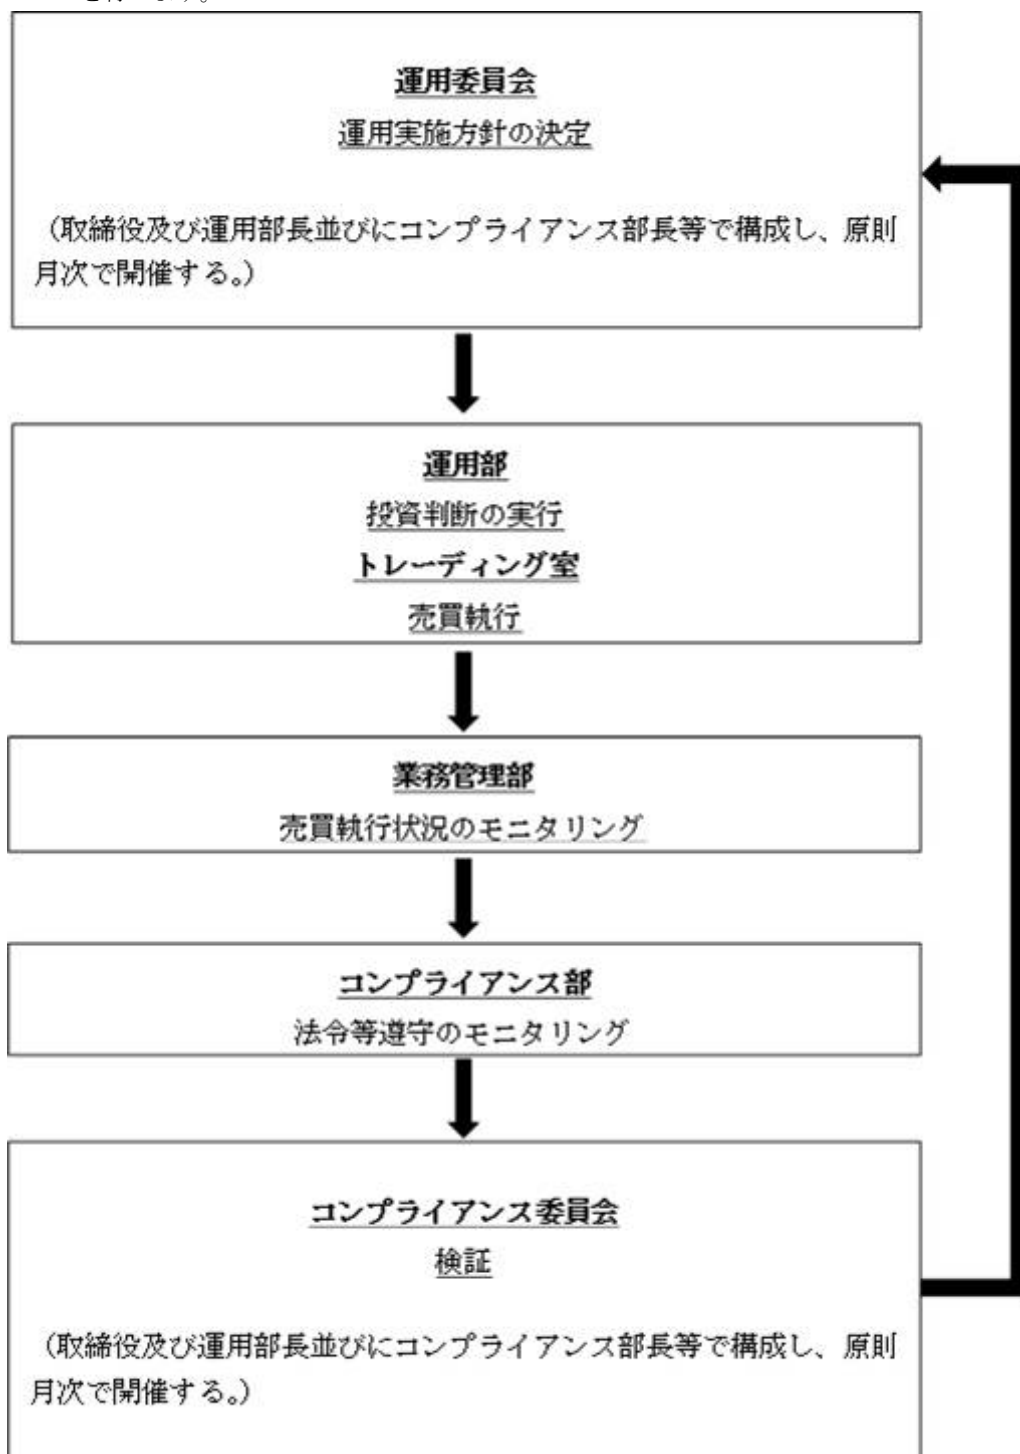 運用委員会
運用実施方針の決定
（取締役及び運用部長並びにコンプライアンス部長等で構成し、原則
月次で開催する。）
運用部
投資判断の実行
トレーディング室
売買執行
業務管理部
売買執行状況のモニタリング
コンプライアンス部
法令等遵守のモニタリング
コンプライアンス委員会
検証
（取締役及び運用部長並びにコンプライアンス部長等で構成し、原則
月次で開催する。）